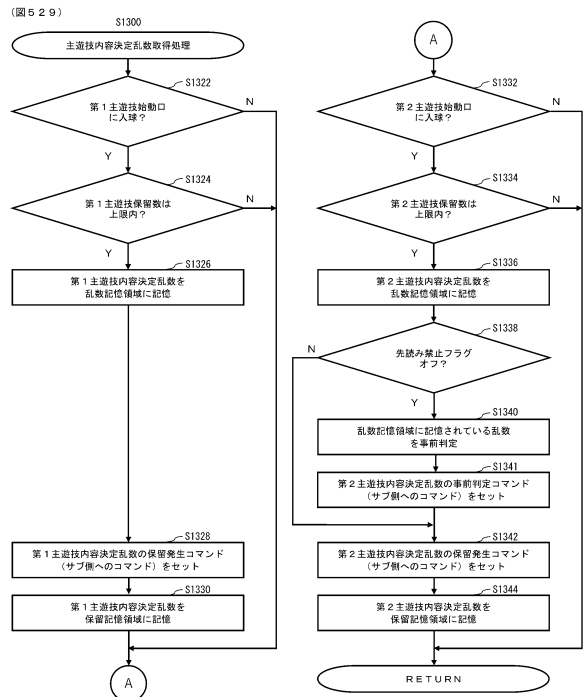 （図５２９）
S1300
主遊技内容決定乱数取得処理
S1322
第１主遊技始動口
に入球？
N
Y
S1324
第１主遊技保留数は
上限内？
N
Y
S1326
第１主遊技内容決定乱数を
乱数記憶領域に記憶
S1328
第１主遊技内容決定乱数の保留発生コマンド
（サブ側へのコマンド）をセット
S1330
第１主遊技内容決定乱数を
保留記憶領域に記憶
A
A
S1332
第２主遊技始動口
に入球？
N
Y
S1334
第２主遊技保留数は
上限内？
N
Y
S1336
第２主遊技内容決定乱数を
乱数記憶領域に記憶
S1338
先読み禁止フラグ
オフ？
N
Y
S1340
乱数記憶領域に記憶されている乱数
を事前判定
S1341
第２主遊技内容決定乱数の事前判定コマンド
（サブ側へのコマンド）をセット
S1342
第２主遊技内容決定乱数の保留発生コマンド
（サブ側へのコマンド）をセット
S1344
第２主遊技内容決定乱数を
保留記憶領域に記憶
ＲＥＴＵＲＮ